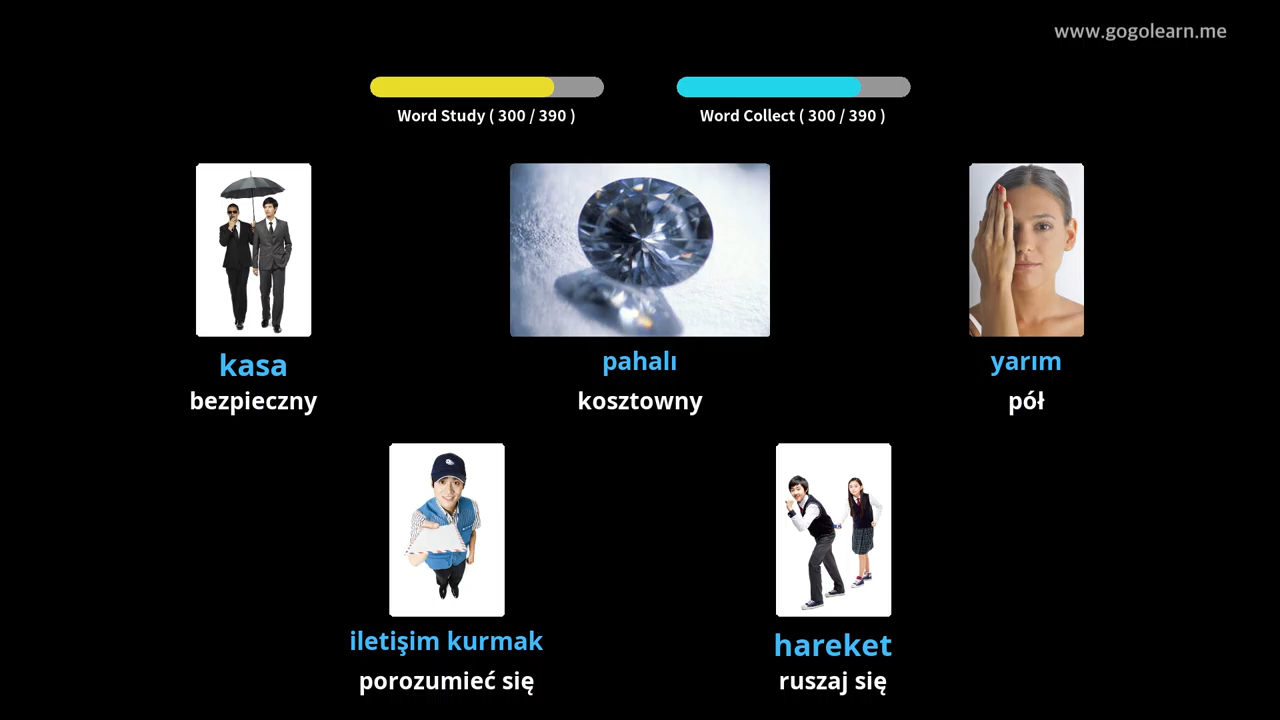 www.gogolearn.me
Word Study ( 300 / 390 )
Word Collect ( 300 / 390 )
kasa
bezpieczny
pahalı
kosztowny
yarım
pół
iletişim kurmak
porozumieć się
hareket
ruszaj się